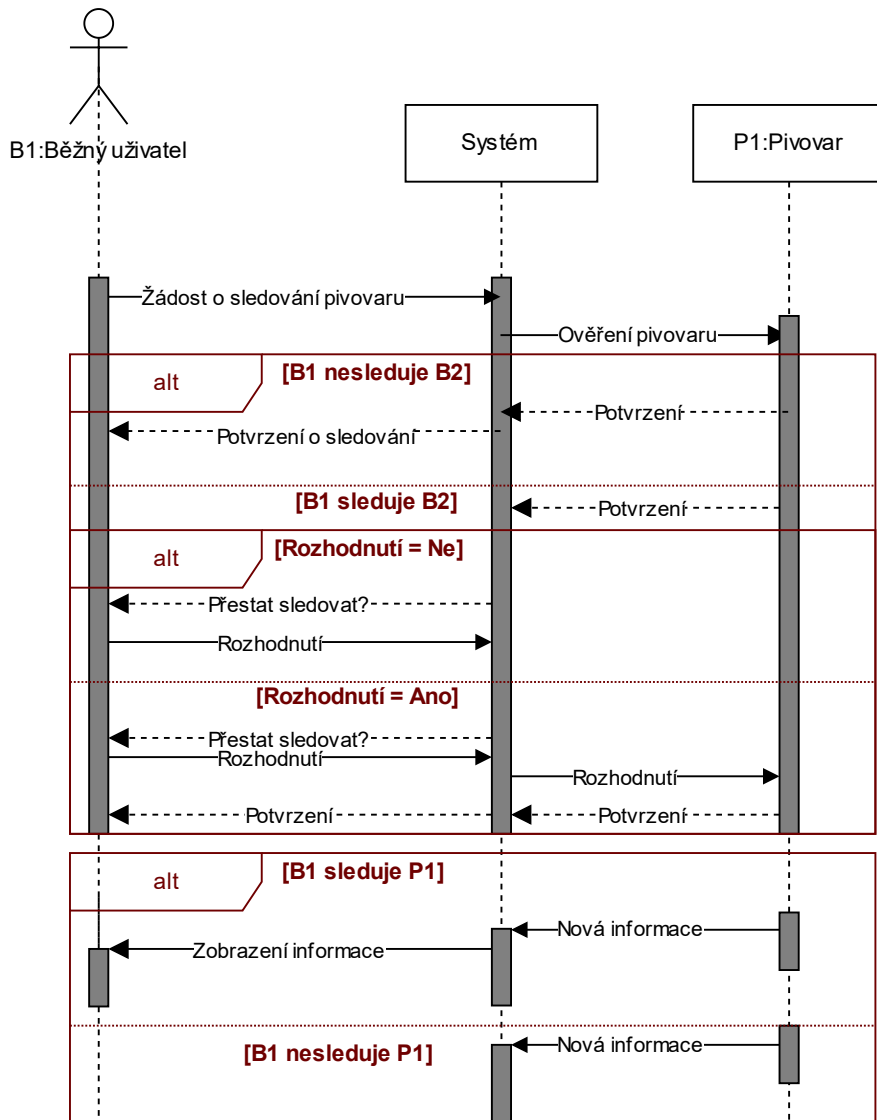 B1:Běžný uživatel
Systém
P1:Pivovar
Žádost o sledování pivovaru
Ověření pivovaru
alt
[B1 nesleduje B2]
Potvrzení
Potvrzení o sledování
[B1 sleduje B2]
Potvrzení
alt
[Rozhodnutí = Ne]
Přestat sledovat?
Rozhodnutí
[Rozhodnutí = Ano]
Přestat sledovat?
Rozhodnutí
Rozhodnutí
Potvrzení
Potvrzení
alt
[B1 sleduje P1]
Nová informace
Zobrazení informace
[B1 nesleduje P1]
Nová informace